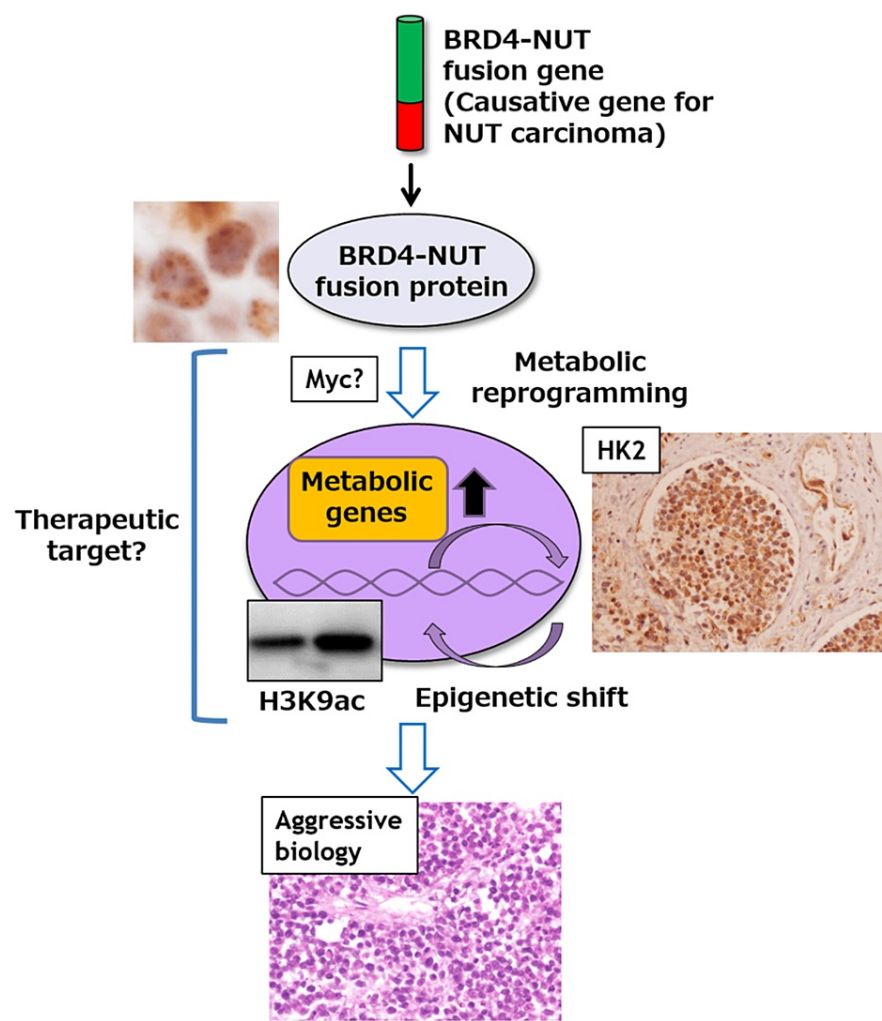 BRD4-NUT
fusion gene
(Causative gene for
NUT carcinoma)
BRD4-NUT
fusion protein
Myc?
Metabolic
reprogramming
HK2
Metabolic
genes
Therapeutic
target?
H3K9ac
Epigenetic shift
Aggressive
biology